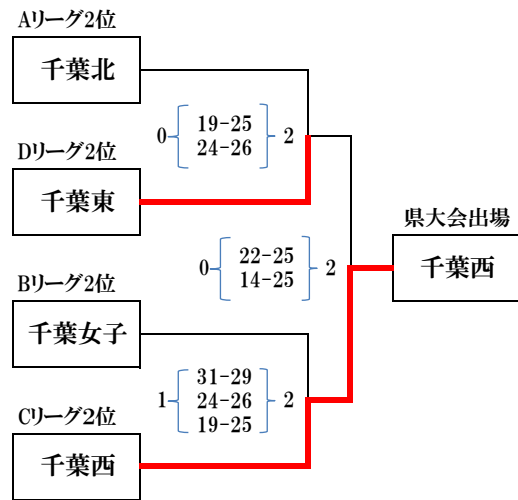 Aリーグ2位
千葉北
0 19-25 2
24-26
Dリーグ2位
千葉東
県大会出場
千葉西
0 22-25 2
14-25
Bリーグ2位
千葉女子
1 31-29 2
24-26
19-25
Cリーグ2位
千葉西